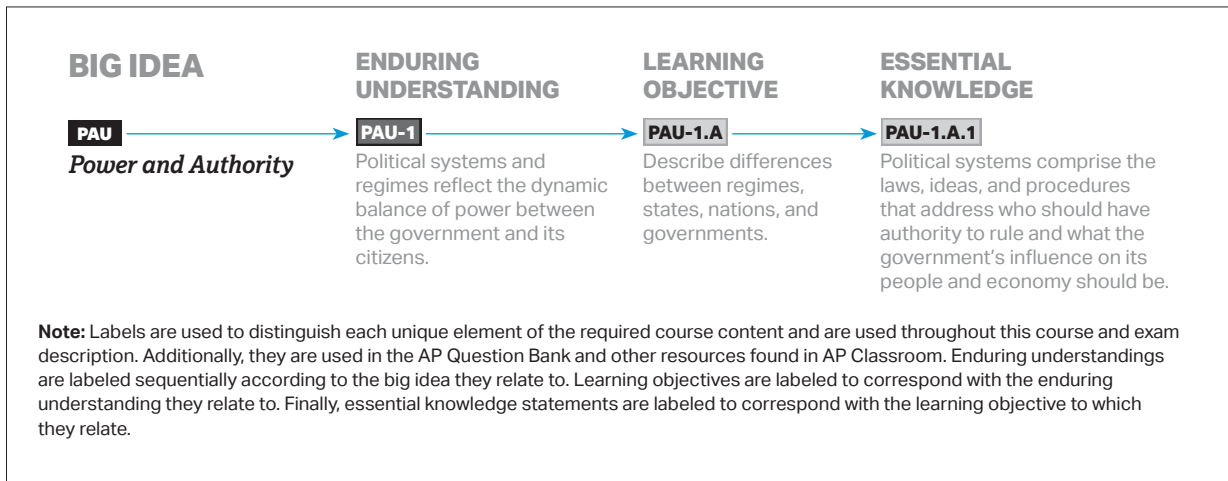 BIG IDEA
PAU
Power and Authority
ENDURING
UNDERSTANDING
PAU-1
Political systems and
regimes reflect the dynamic
balance of power between
the government and its
citizens.
LEARNING
OBJECTIVE
PAU-1.A
Describe differences
between regimes,
states, nations, and
governments.
ESSENTIAL
KNOWLEDGE
PAU-1.A.1
Political systems comprise the
laws, ideas, and procedures
that address who should have
authority to rule and what the
government’s influence on its
people and economy should be.
Note: Labels are used to distinguish each unique element of the required course content and are used throughout this course and exam
description. Additionally, they are used in the AP Question Bank and other resources found in AP Classroom. Enduring understandings
are labeled sequentially according to the big idea they relate to. Learning objectives are labeled to correspond with the enduring
understanding they relate to. Finally, essential knowledge statements are labeled to correspond with the learning objective to which
they relate.